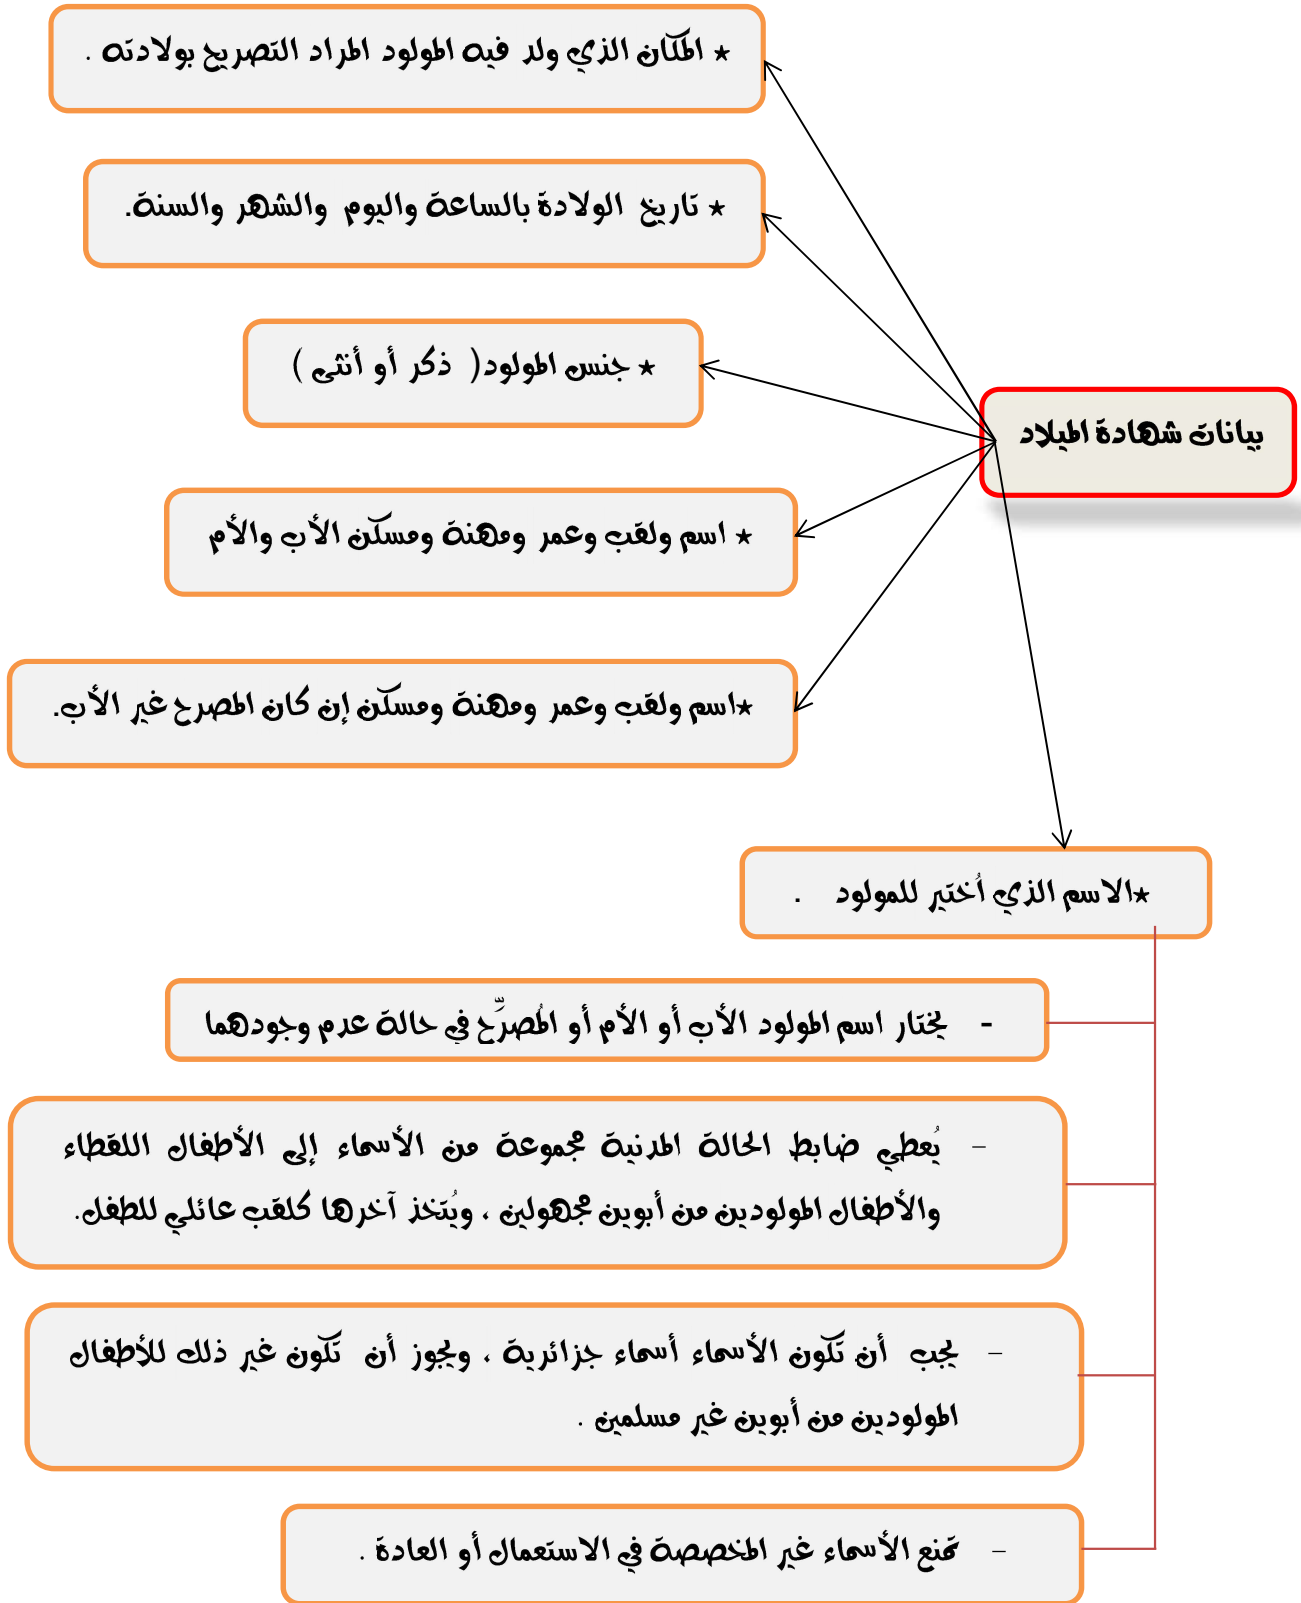 * المكان الذي ولد فيه المولود المراد التصريح بولادته .
* تاريخ الولادة بالساعة واليوم والشهر والسنة.
* جنس المولود( ذكر أو أنثى )
بيانات شهادة الميلاد
* اسم ولقب وعمر ومهنة ومسكن الأب والأم
*اسم ولقب وعمر ومهنة ومسكن إن كان المصرح غير الأب.
*الاسم الذي اُختير للمولود .
- يختار اسم المولود الأب أو الأم أو المُصرِّح في حالة عدم وجودهما
– يُعطي ضابط الحالة المدنية مجموعة من الأسماء إلى الأطفال اللقطاء
والأطفال المولودين من أبوين مجهولين ، ويُتخذ آخرها كلقب عائلي للطفل.
– يجب أن تكون الأسماء أسماء جزائرية ، ويجوز أن تكون غير ذلك للأطفال
المولودين من أبوين غير مسلمين .
– تمنع الأسماء غير المخصصة في الاستعمال أو العادة .